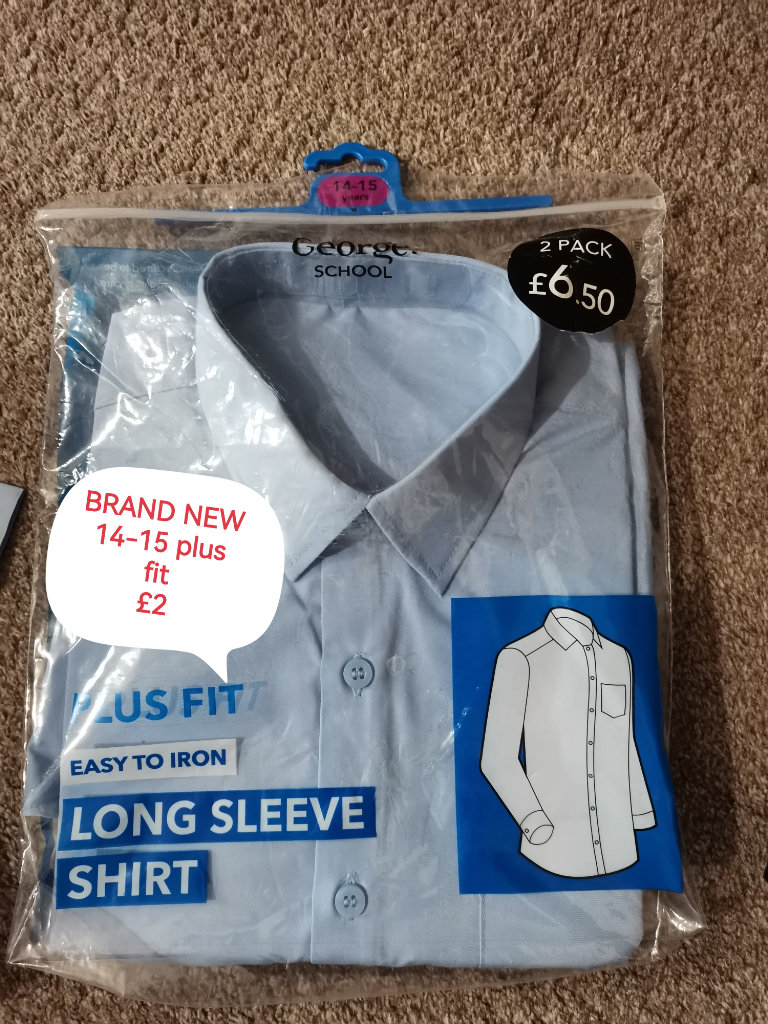 14-15
years
George.
SCHOOL
2 PACK
£6.50
BRAND NEW
14-15 plus
fit
£2
PLUS FIT
EASY TO IRON
LONG SLEEVE
SHIRT